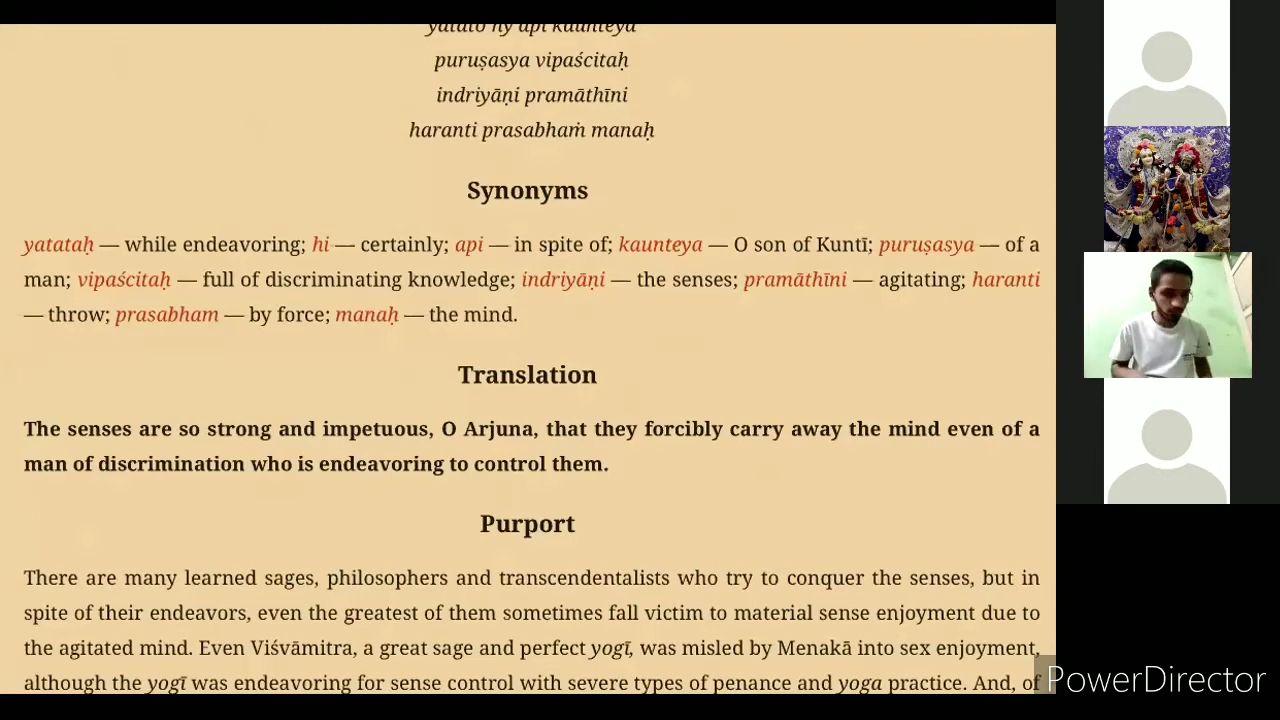 yatato hy api kaunteya
puruṣasya vipaścitaḥ
indriyāṇi pramāthīni
haranti prasabhaṁ manaḥ
Synonyms
yatataḥ — while endeavoring; hi — certainly; api — in spite of; kaunteya — O son of Kuntī; puruṣasya — of a
man; vipaścitaḥ — full of discriminating knowledge; indriyāṇi — the senses; pramāthīni — agitating; haranti
— throw; prasabham — by force; manaḥ — the mind.
Translation
The senses are so strong and impetuous, O Arjuna, that they forcibly carry away the mind even of a
man of discrimination who is endeavoring to control them.
Purport
There are many learned sages, philosophers and transcendentalists who try to conquer the senses, but in
spite of their endeavors, even the greatest of them sometimes fall victim to material sense enjoyment due to
the agitated mind. Even Viśvāmitra, a great sage and perfect yogī, was misled by Menakā into sex enjoyment,
although the yogī was endeavoring for sense control with severe types of penance and yoga practice. And, of
PowerDirector